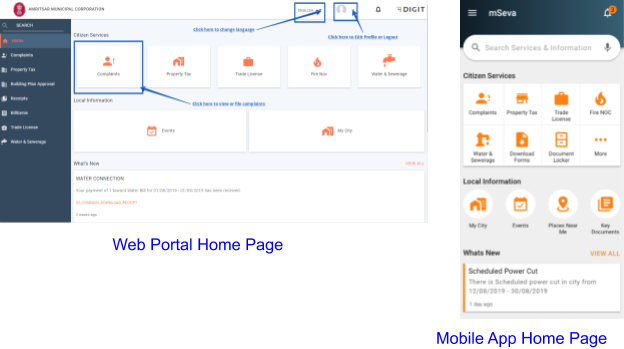 AMRITSAR MUNICIPAL CORPORATION
ENGLISH
DIGIT
Click here to change language
Click here to Edit Profile or Logout
SEARCH
Home
Complaints
Property Tax
Building Plan Approval
Receipts
mBills
Trade License
Water & Sewerage
Citizen Services
Complaints
Property Tax
Trade License
Fire Noc
Water & Sewerage
Click here to view or file complaints
Local Information
Events
My City
What's New
VIEW ALL
WATER CONNECTION
Your payment of 1 toward Water Bill for 01/08/2018 - 01/09/2018 has been received
CS_COMMON_DOWNLOAD_RECEIPT
2 weeks ago
Web Portal Home Page
mSeva
Search Services & Information
Citizen Services
Complaints
Property Tax
Trade
License
Fire NOC
Water &
Sewerage
Download
Forms
Document
Locker
More
Local Information
My City
Events
Places Near
Me
Key
Documents
Whats New
VIEW ALL
Scheduled Power Cut
There is Scheduled power cut in city from
12/08/2019 - 30/08/2019
1 day ago
Mobile App Home Page